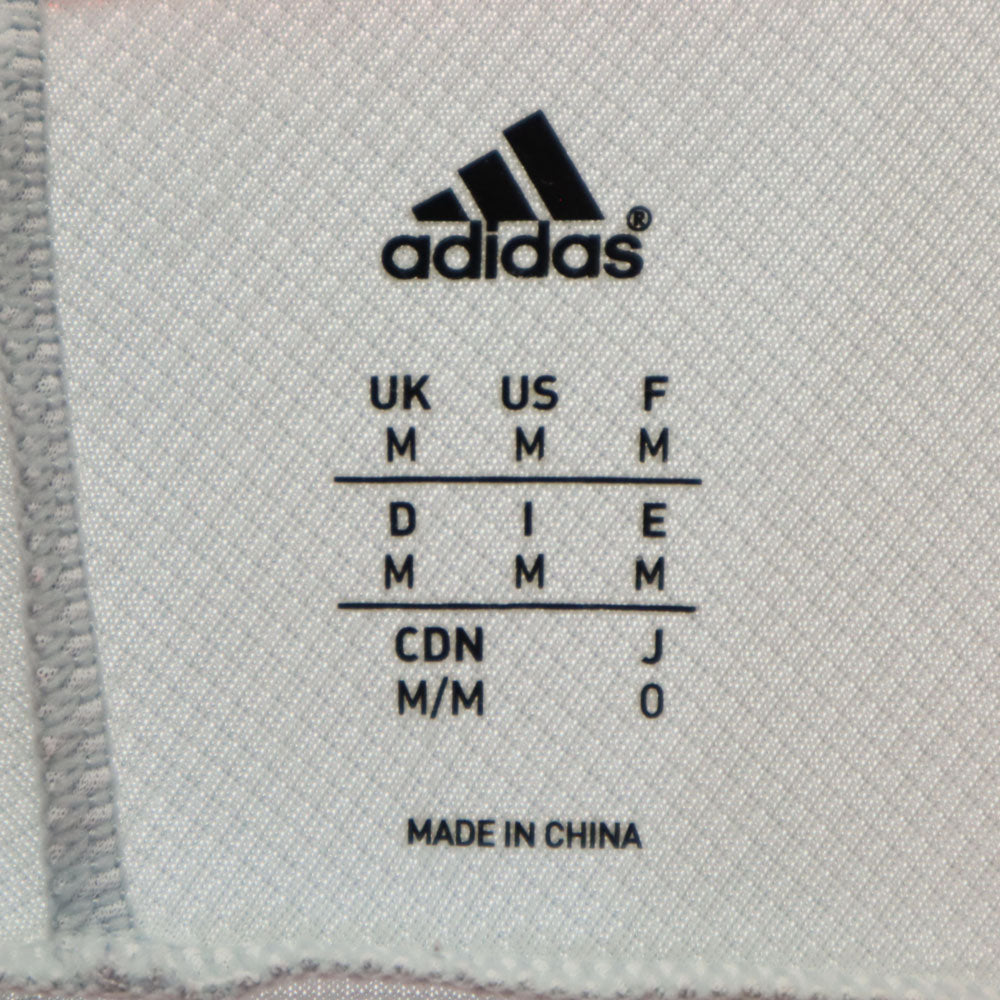 adidas®
UK US F
M M M
D I E
M M M
CDN J
M/M O
MADE IN CHINA